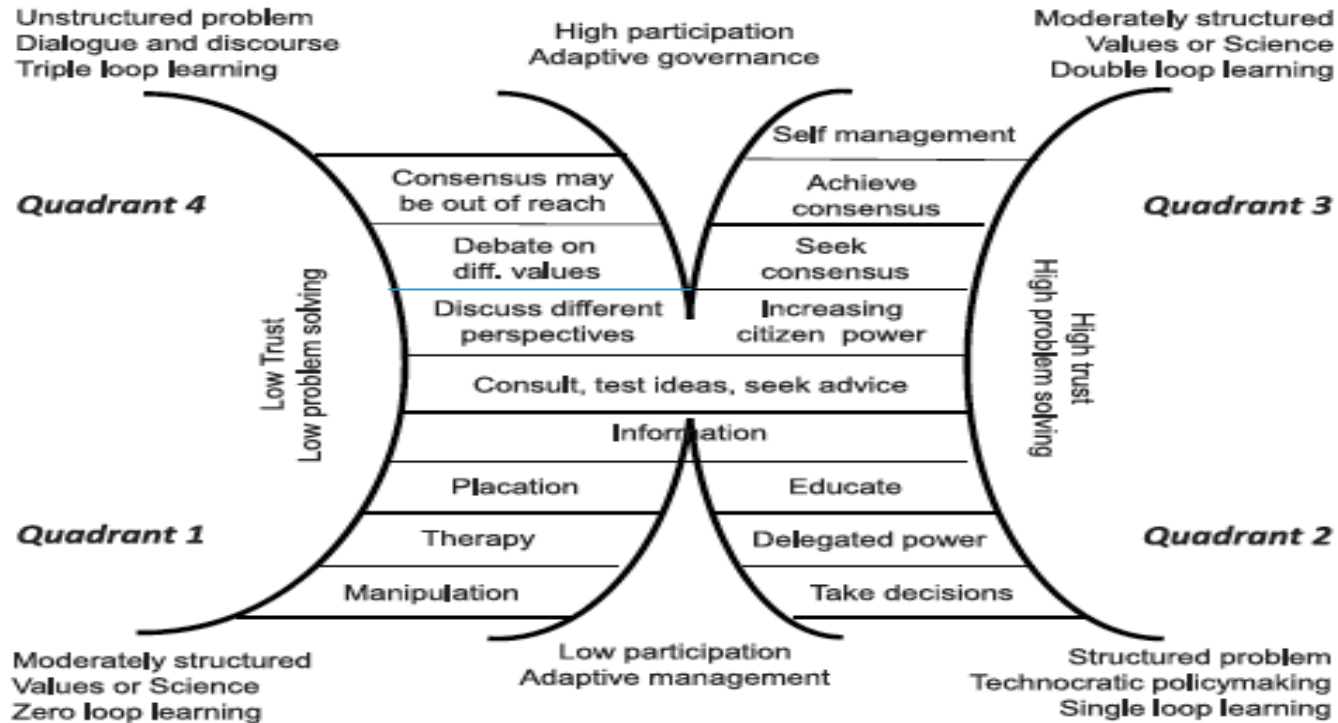 Unstructured problem
Dialogue and discourse
Triple loop learning
High participation
Adaptive governance
Moderately structured
Values or Science
Double loop learning
Self management
Quadrant 4
Consensus may
be out of reach
Achieve
consensus
Quadrant 3
Debate on
diff. values
Seek
consensus
Low Trust
Low problem solving
Discuss different
perspectives
Increasing
citizen power
High trust
High problem solving
Consult, test ideas, seek advice
Information
Placation
Educate
Quadrant 1
Therapy
Delegated power
Quadrant 2
Manipulation
Take decisions
Moderately structured
Values or Science
Zero loop learning
Low participation
Adaptive management
Structured problem
Technocratic policymaking
Single loop learning